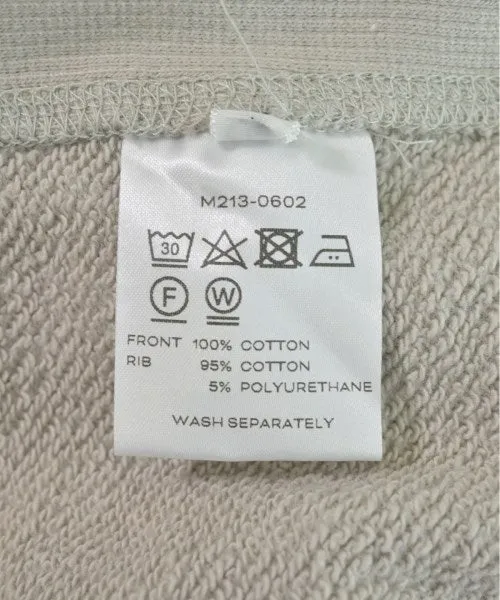 M213-0602
30
F W
FRONT 100% COTTON
RIB 95% COTTON
5% POLYURETHANE
WASH SEPARATELY